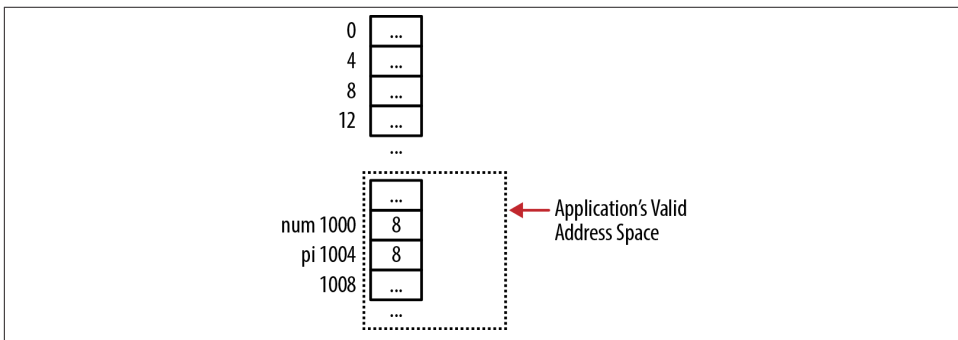 0 ...
4 ...
8 ...
12 ...
...
...
num 1000 8
pi 1004 8
1008 ...
...
Application's Valid
Address Space